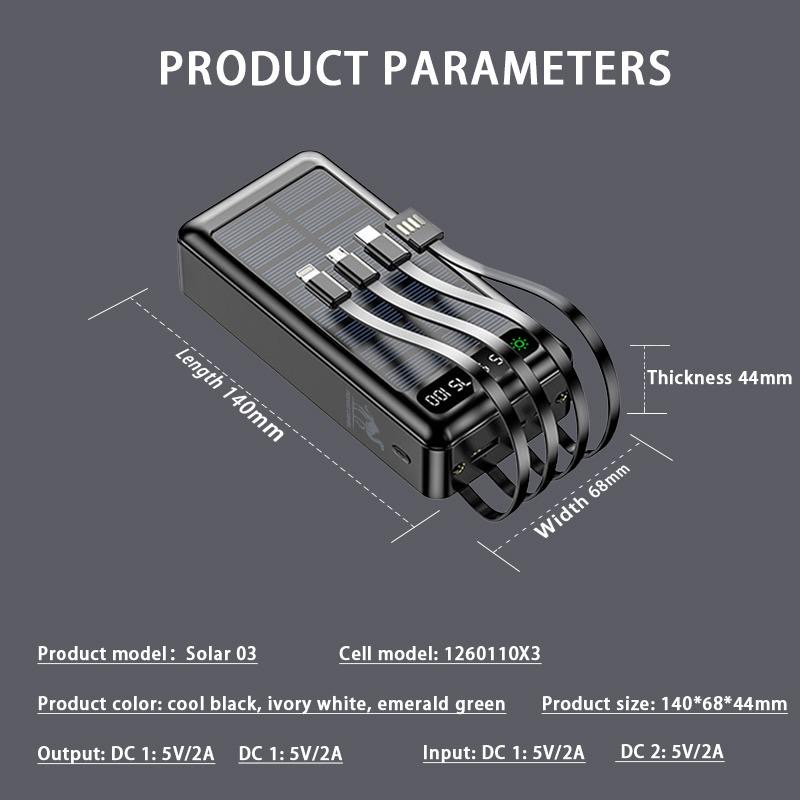 PRODUCT PARAMETERS
Length 140mm
Thickness 44mm
Width 68mm
Product model: Solar 03 Cell model: 1260110X3
Product color: cool black, ivory white, emerald green Product size: 140*68*44mm
Output: DC 1: 5V/2A DC 1: 5V/2A Input: DC 1: 5V/2A DC 2: 5V/2A